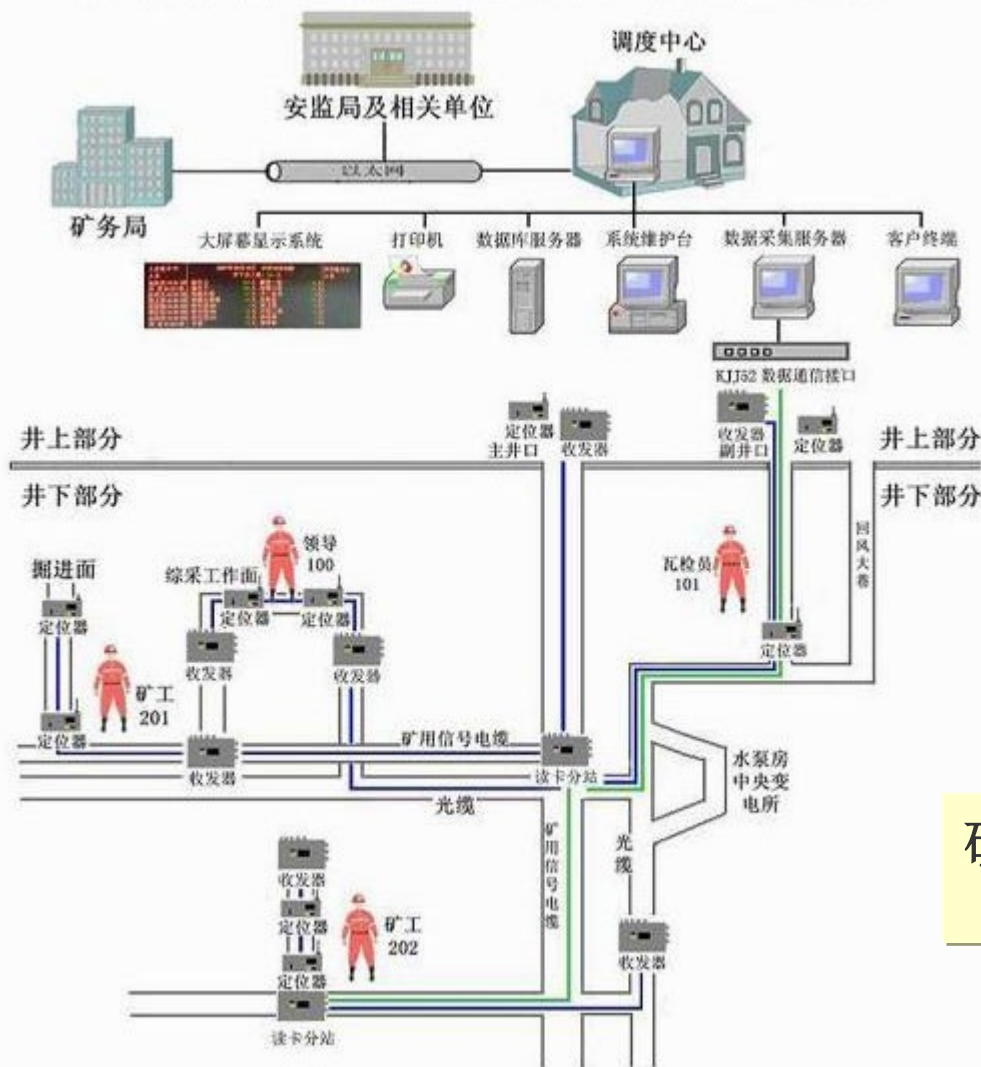 调度中心
安监局及相关单位
以太网
矿务局
大屏幕显示系统
打印机
数据库服务器
系统维护台
数据采集服务器
客户终端
KJJ52 数据通信接口
井上部分
定位器
主井口
收发器
收发器
副井口
定位器
井上部分
井下部分
井下部分
回风大巷
领导
100
瓦检员
101
掘进面
综采工作面
定位器
定位器
定位器
定位器
收发器
收发器
矿工
201
定位器
收发器
矿用信号电缆
读卡分站
水泵房
中央变
电所
光缆
矿用信号电缆
光缆
收发器
定位器
矿工
202
定位器
收发器
读卡分站